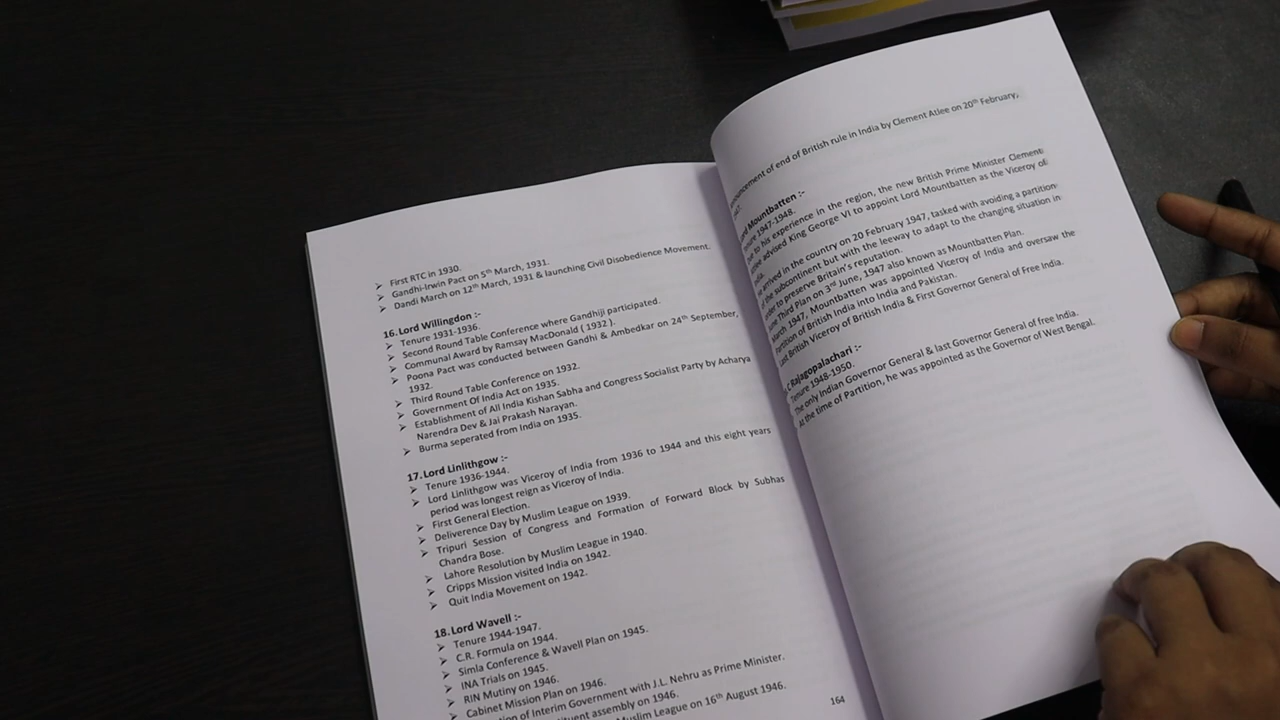 ➤ First RTC in 1930.
➤ Gandhi-Irwin Pact on 5th March, 1931.
➤ Dandi March on 12th March, 1931 & launching Civil Disobedience Movement.
16. Lord Willingdon :-
➤ Tenure 1931-1936.
➤ Second Round Table Conference where Gandhiji participated.
➤ Communal Award by Ramsay MacDonald ( 1932 ).
➤ Poona Pact was conducted between Gandhi & Ambedkar on 24th September,
1932.
➤ Third Round Table Conference on 1932.
➤ Government Of India Act on 1935.
➤ Establishment of All India Kishan Sabha and Congress Socialist Party by Acharya
Narendra Dev & Jai Prakash Narayan.
➤ Burma seperated from India on 1935.
17. Lord Linlithgow :-
➤ Tenure 1936-1944.
➤ Lord Linlithgow was Viceroy of India from 1936 to 1944 and this eight years
period was longest reign as Viceroy of India.
➤ First General Election.
➤ Deliverence Day by Muslim League on 1939.
➤ Tripuri Session of Congress and Formation of Forward Block by Subhas
Chandra Bose.
➤ Lahore Resolution by Muslim League in 1940.
➤ Cripps Mission visited India on 1942.
➤ Quit India Movement on 1942.
18. Lord Wavell :-
➤ Tenure 1944-1947.
➤ C.R. Formula on 1944.
➤ Simla Conference & Wavell Plan on 1945.
➤ INA Trials on 1945.
➤ RIN Mutiny on 1946.
➤ Cabinet Mission Plan on 1946.
of Interim Government with J.L. Nehru as Prime Minister.
assembly on 1946.
Muslim League on 16th August 1946.
164
of end of British rule in India by Clement Atlee on 20th February,
Mountbatten :-
1947-1948.
to his experience in the region, the new British Prime Minister Clement
advised King George VI to appoint Lord Mountbatten as the Viceroy of
arrived in the country on 20 February 1947, tasked with avoiding a partition
of the subcontinent but with the leeway to adapt to the changing situation in
order to preserve Britain's reputation.
Third Plan on 3rd June, 1947 also known as Mountbatten Plan.
March 1947, Mountbatten was appointed Viceroy of India and oversaw the
Partition of British India into India and Pakistan.
Last British Viceroy of British India & First Governor General of Free India.
C Rajagopalachari :-
Tenure 1948-1950.
The only Indian Governor General & last Governor General of free India.
At the time of Partition, he was appointed as the Governor of West Bengal.